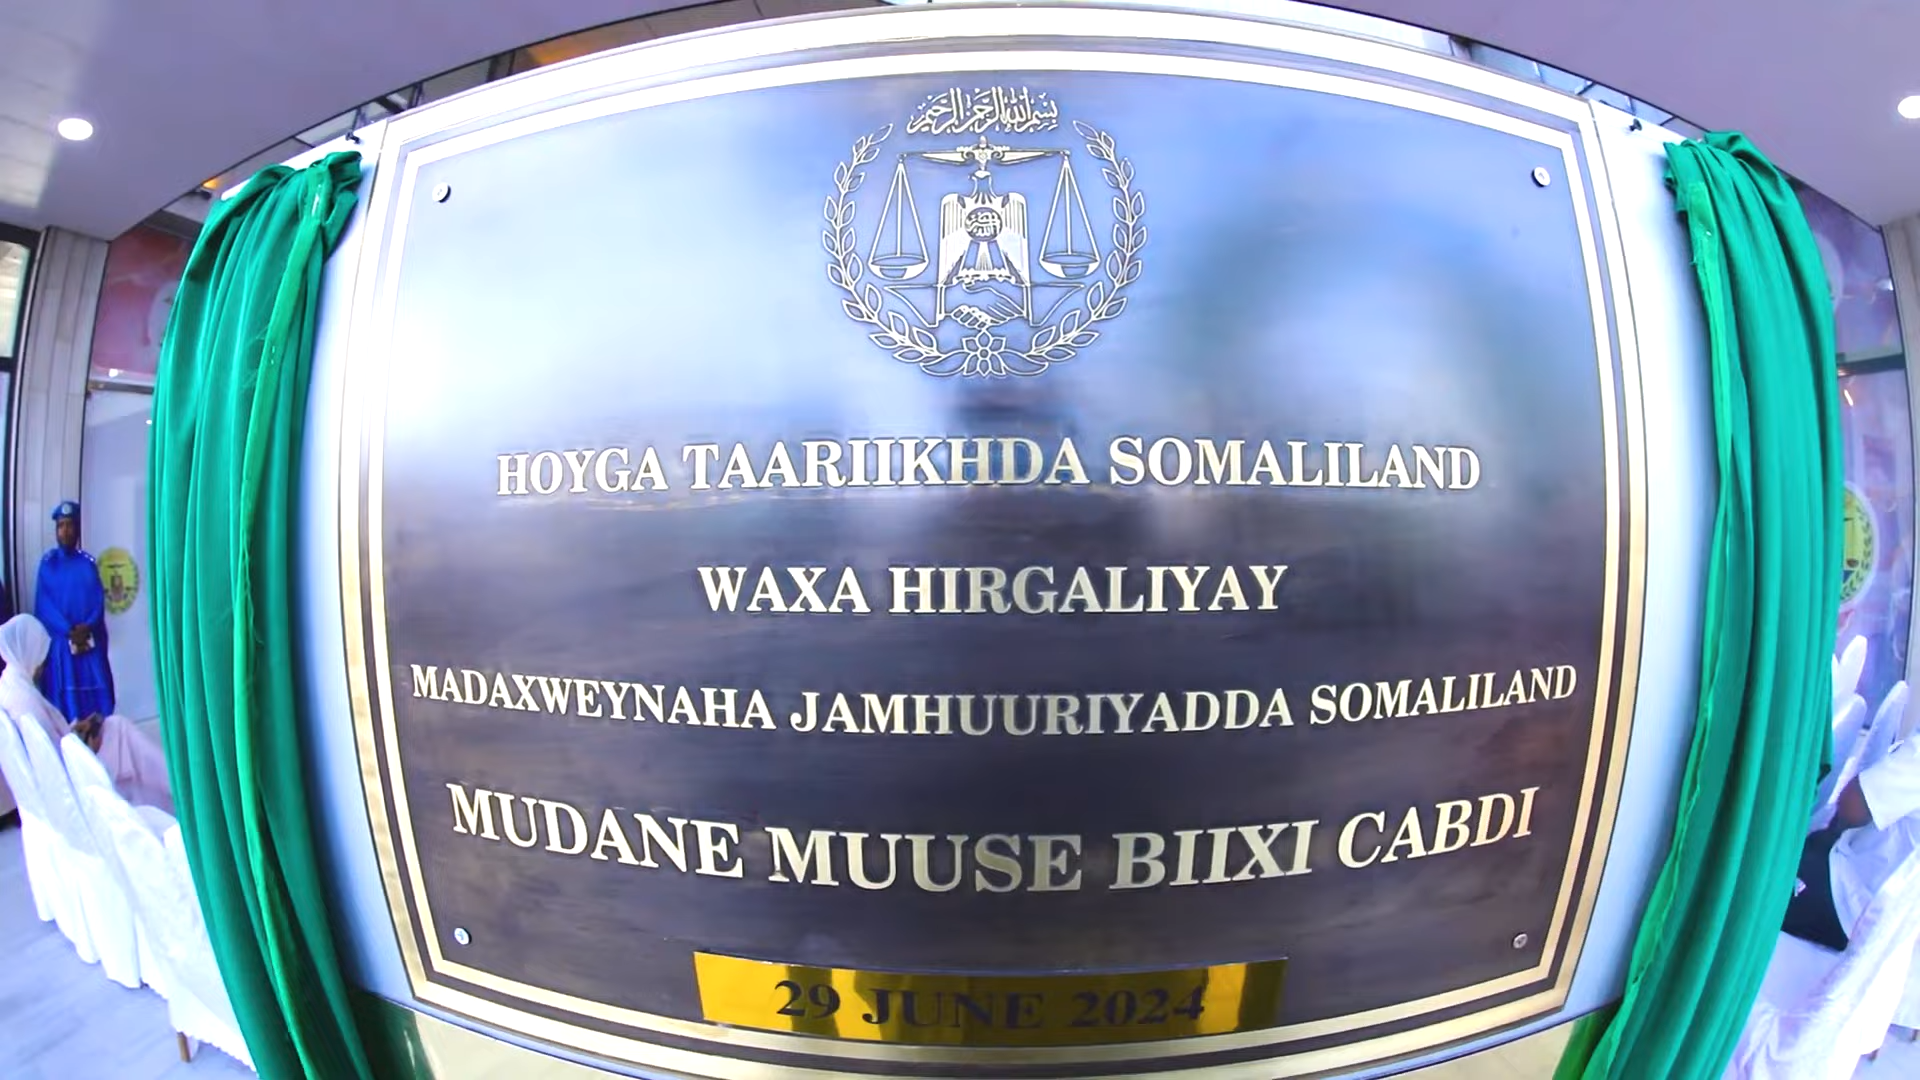 بسم الله الرحمن الرحيم
HOYGA TAARIIKHDA SOMALILAND
WAXA HIRGALIYAY
MADAXWEYNAHA JAMHUURIYADDA SOMALILAND
MUDANE MUUSE BIIXI CABDI
29 JUNE 2024